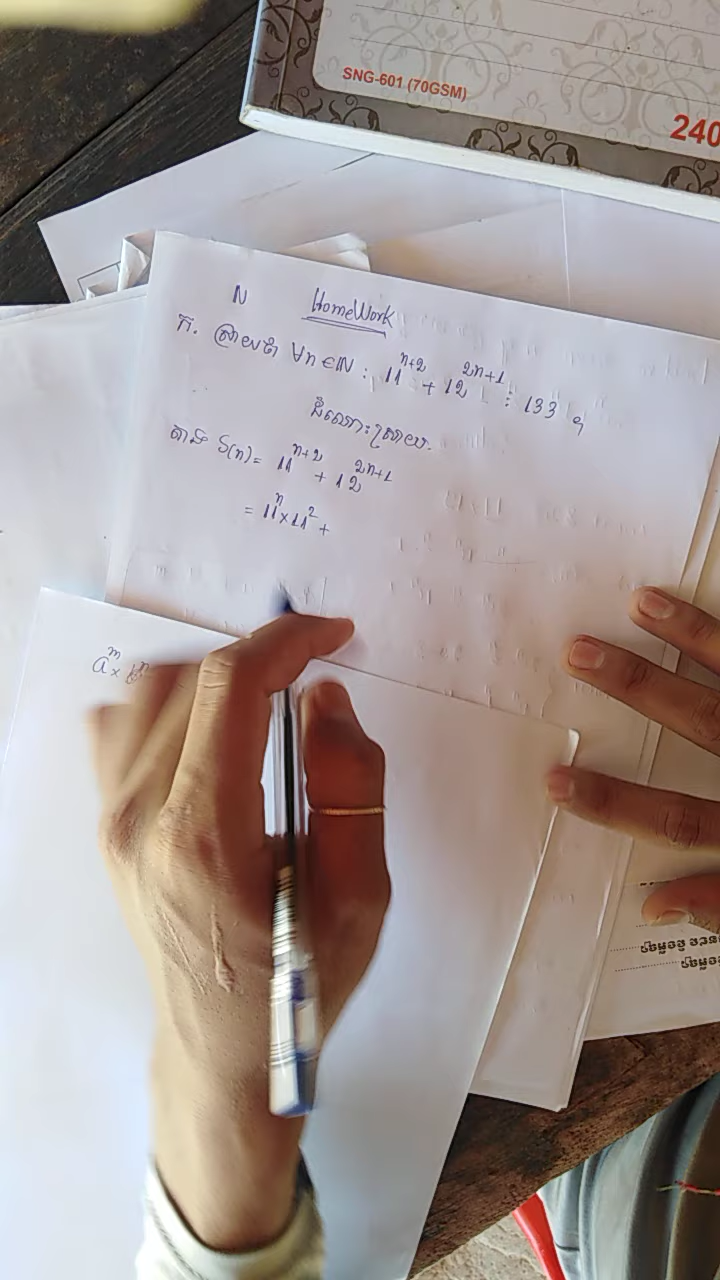 SNG-601 (70GSM)
240
N HomeWork
ក. ស្រាយថា ∀n∈ℕ : 11^{n+2} + 12^{2n+1} ⋮ 133 ។
ដំណោះស្រាយ
តាង S(n) = 11^{n+2} + 12^{2n+1}
= 11^n × 11^2 +
a^m ×